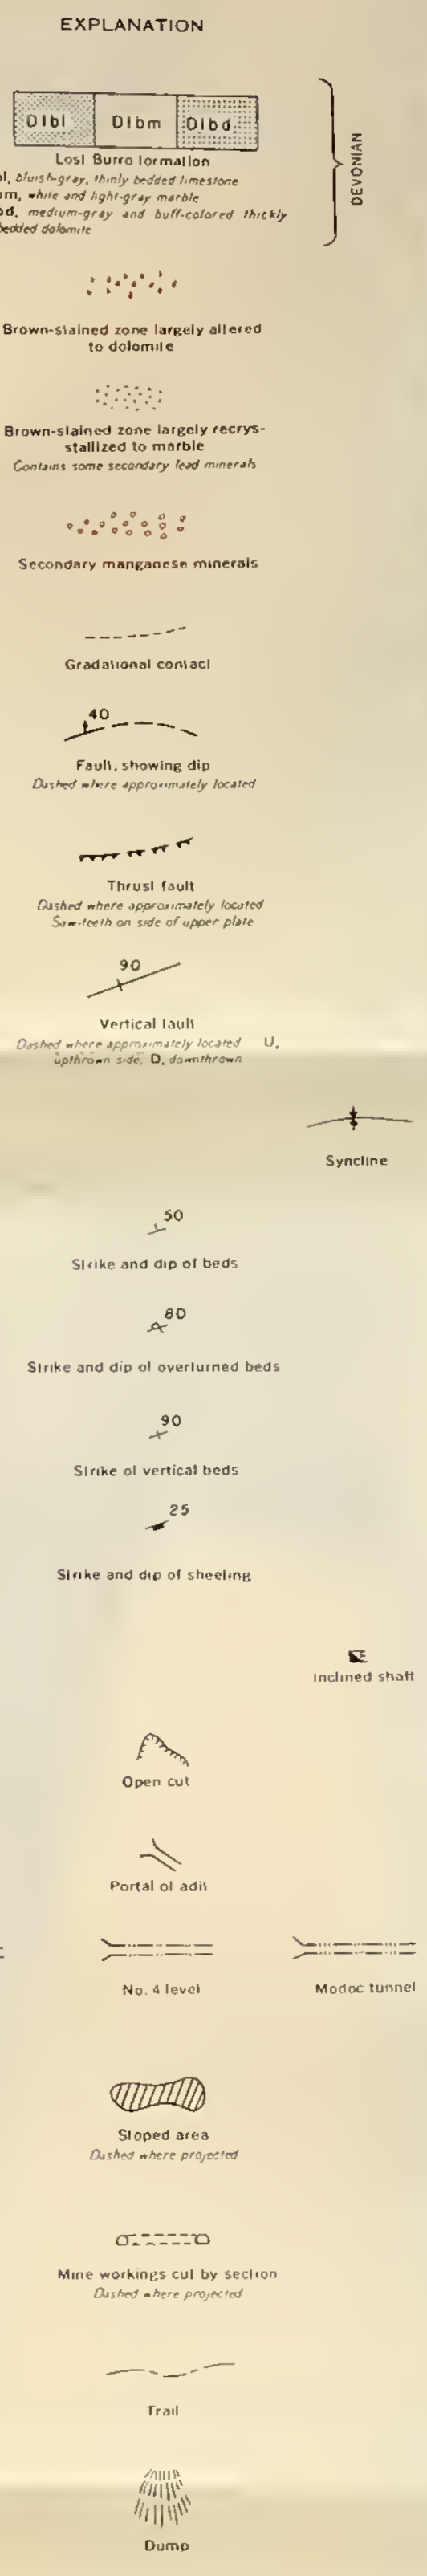 EXPLANATION
Dlbl Dlbm Dlbd
Lost Burro formation
l, bluish-gray, thinly bedded limestone
m, white and light-gray marble
d, medium-gray and buff-colored thickly
bedded dolomite
DEVONIAN
Brown-stained zone largely altered
to dolomite
Brown-stained zone largely recrys-
stallized to marble
Contains some secondary lead minerals
Secondary manganese minerals
Gradational contact
40
Fault, showing dip
Dashed where approximately located
Thrust fault
Dashed where approximately located
Saw-teeth on side of upper plate
90
Vertical fault
Dashed where approximately located U,
upthrown side, D, downthrown
Syncline
50
Strike and dip of beds
80
Strike and dip of overturned beds
90
Strike of vertical beds
25
Strike and dip of sheeting
Inclined shaft
Open cut
Portal of adit
No. 4 level
Modoc tunnel
Stoped area
Dashed where projected
Mine workings cut by section
Dashed where projected
Trail
Dump